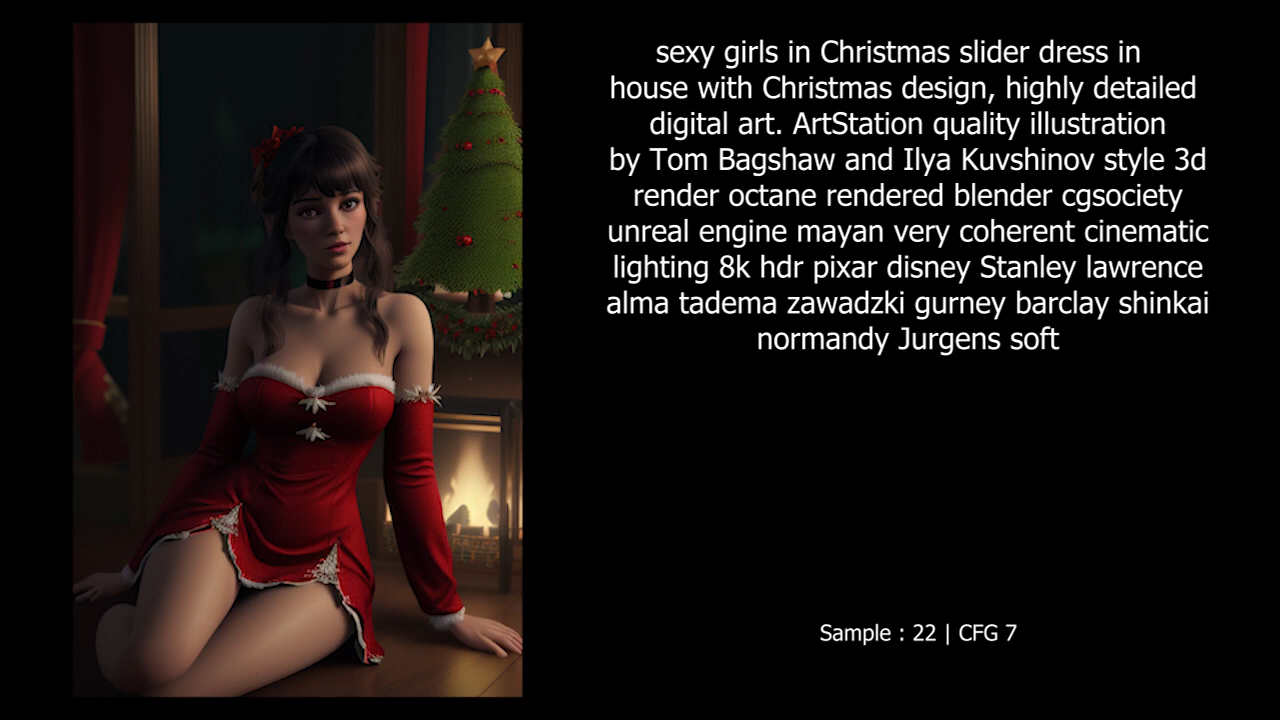 sexy girls in Christmas slider dress in
house with Christmas design, highly detailed
digital art. ArtStation quality illustration
by Tom Bagshaw and Ilya Kuvshinov style 3d
render octane rendered blender cgsociety
unreal engine mayan very coherent cinematic
lighting 8k hdr pixar disney Stanley lawrence
alma tadema zawadzki gurney barclay shinkai
normandy Jurgens soft
Sample : 22 | CFG 7